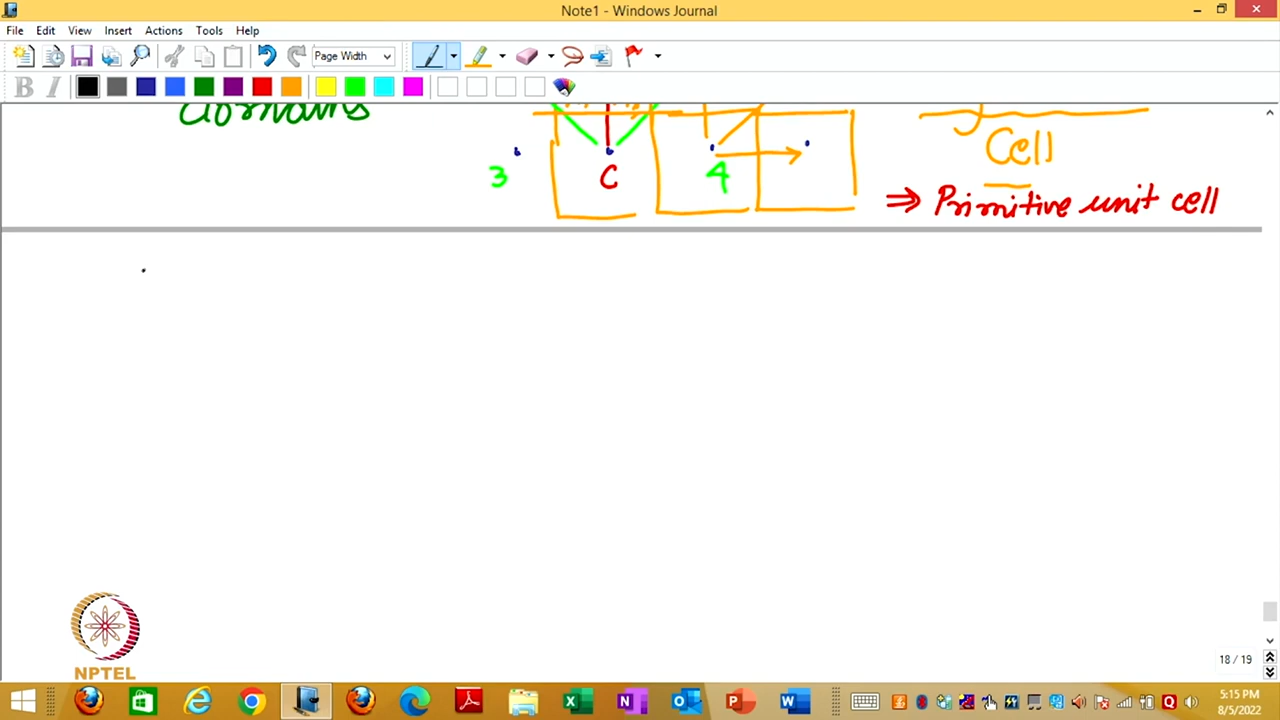 Note1 - Windows Journal
File Edit View Insert Actions Tools Help
Page Width
B I
domains
3 C 4
Cell
⇒ Primitive unit cell
NPTEL
18 / 19
5:15 PM
8/5/2022